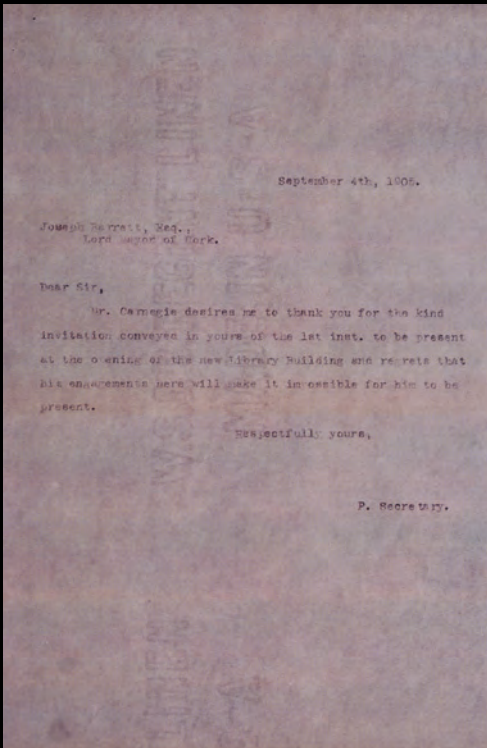 September 4th, 1905.
Joseph Barrett, Esq.,
Lord Mayor of Cork.
Dear Sir,
Mr. Carnegie desires me to thank you for the kind
invitation conveyed in yours of the 1st inst. to be present
at the opening of the new Library Building and regrets that
his engagements here will make it impossible for him to be
present.
Respectfully yours,
P. Secretary.